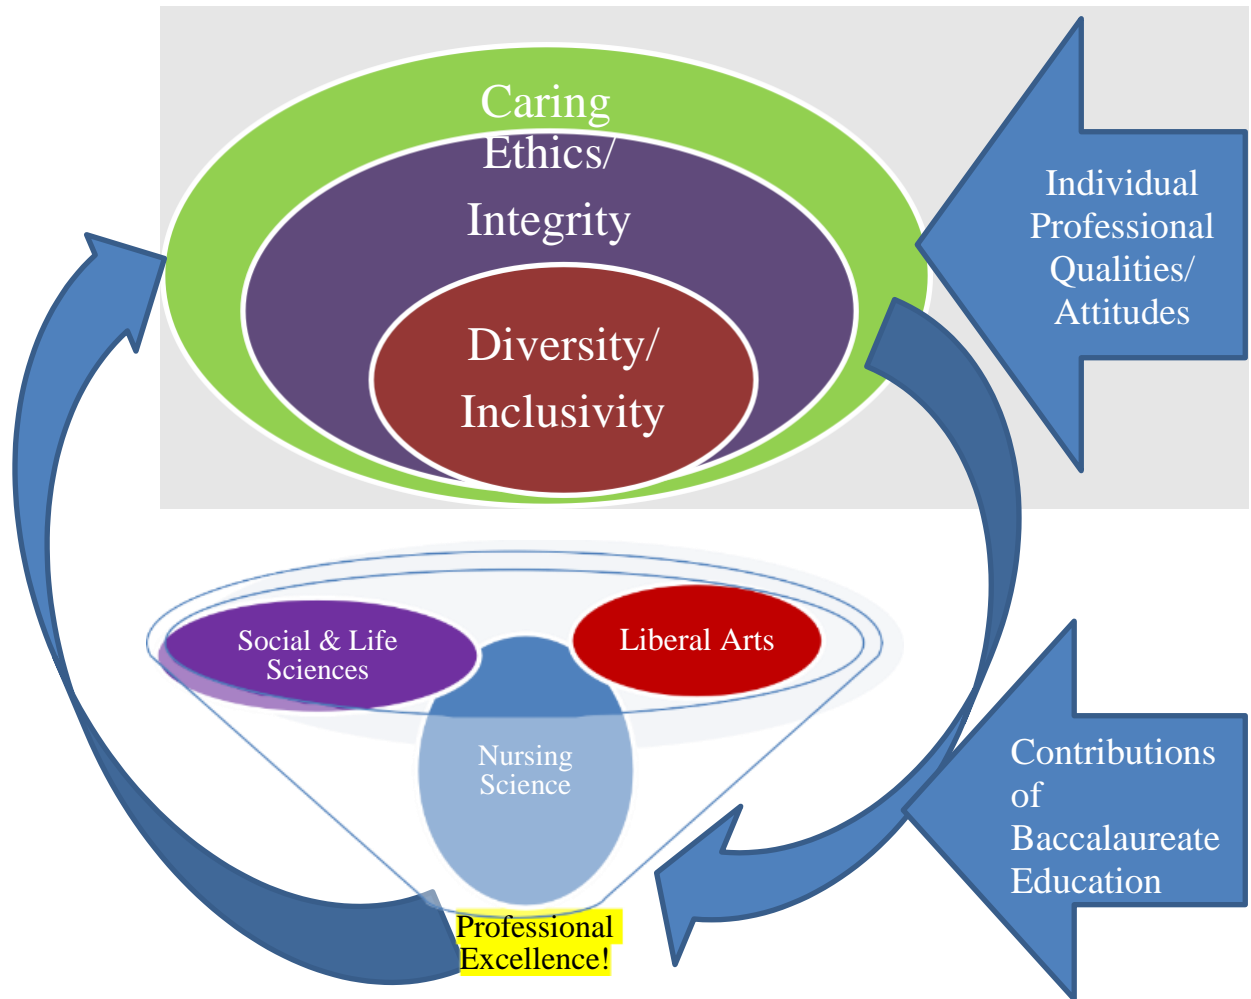 Caring
Ethics/
Integrity
Diversity/
Inclusivity
Individual
Professional
Qualities/
Attitudes
Social & Life
Sciences
Liberal Arts
Nursing
Science
Contributions
of
Baccalaureate
Education
Professional
Excellence!